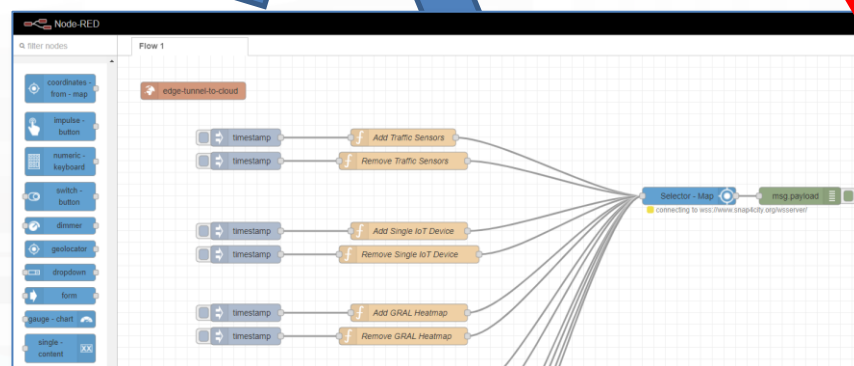 Node-RED
filter nodes
Flow 1
coordinates -
from - map
impulse -
button
numeric -
keyboard
switch -
button
dimmer
geolocator
dropdown
form
gauge - chart
single -
content
edge-tunnel-to-cloud
timestamp
Add Traffic Sensors
timestamp
Remove Traffic Sensors
Selector - Map
msg.payload
connecting to wss://www.snap4city.org/wsserver/
timestamp
Add Single IoT Device
timestamp
Remove Single IoT Device
timestamp
Add GRAL Heatmap
timestamp
Remove GRAL Heatmap